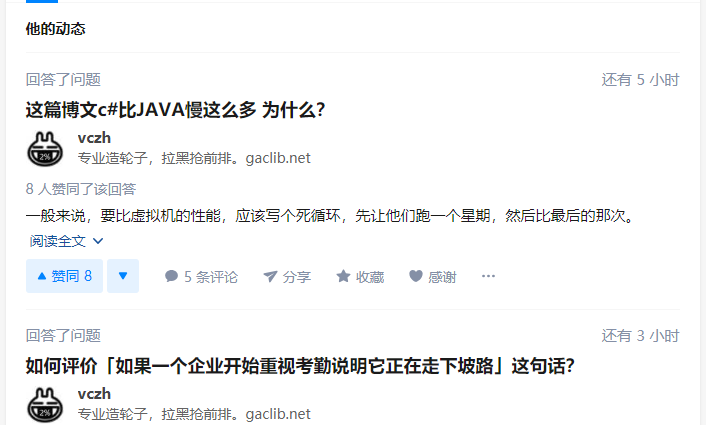 他的动态
回答了问题 还有 5 小时
这篇博文c#比JAVA慢这么多 为什么?
2%
vczh
专业造轮子，拉黑抢前排。gaclib.net
8 人赞同了该回答
一般来说，要比虚拟机的性能，应该写个死循环，先让他们跑一个星期，然后比最后的那次。
阅读全文
赞同 8 5 条评论 分享 收藏 感谢
回答了问题 还有 3 小时
如何评价「如果一个企业开始重视考勤说明它正在走下坡路」这句话?
2%
vczh
专业造轮子，拉黑抢前排。gaclib.net